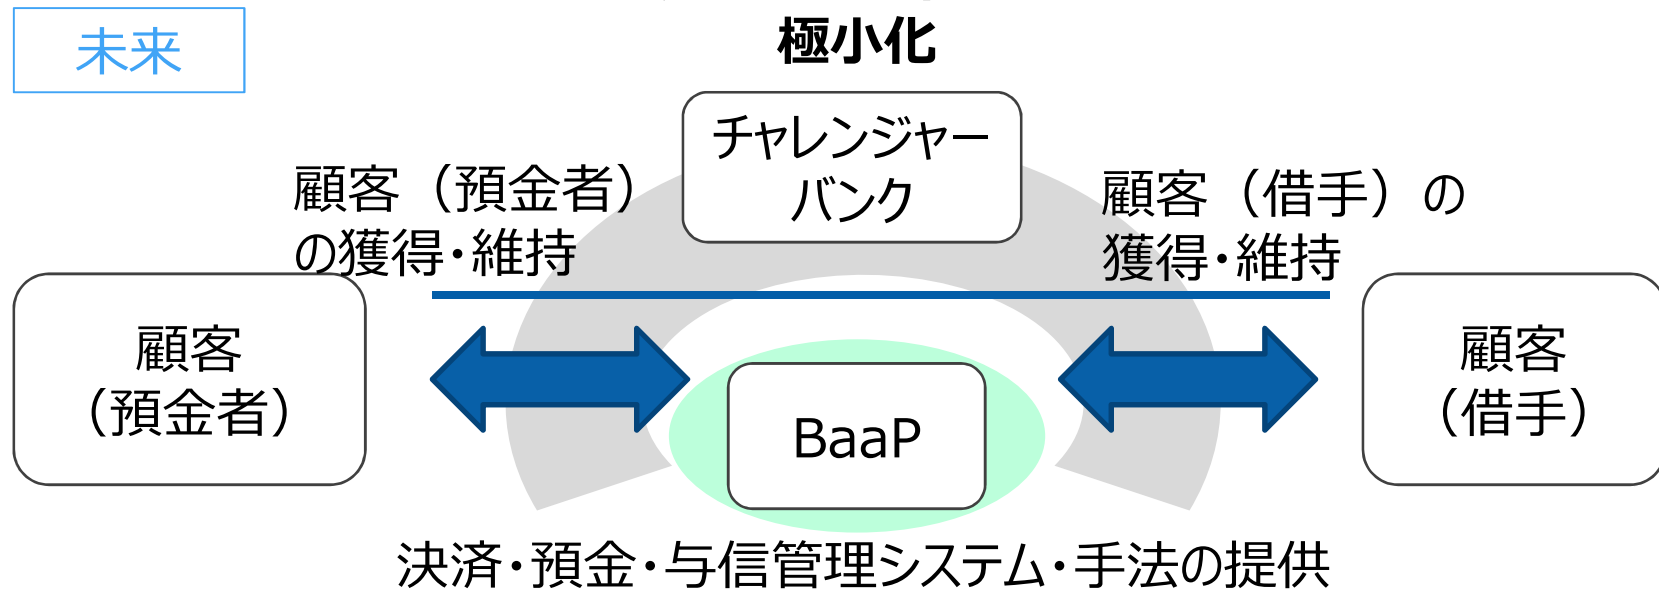 未来
極小化
チャレンジャー
バンク
顧客（預金者）
の獲得・維持
顧客（借手）の
獲得・維持
顧客
（預金者）
BaaP
顧客
（借手）
決済・預金・与信管理システム・手法の提供